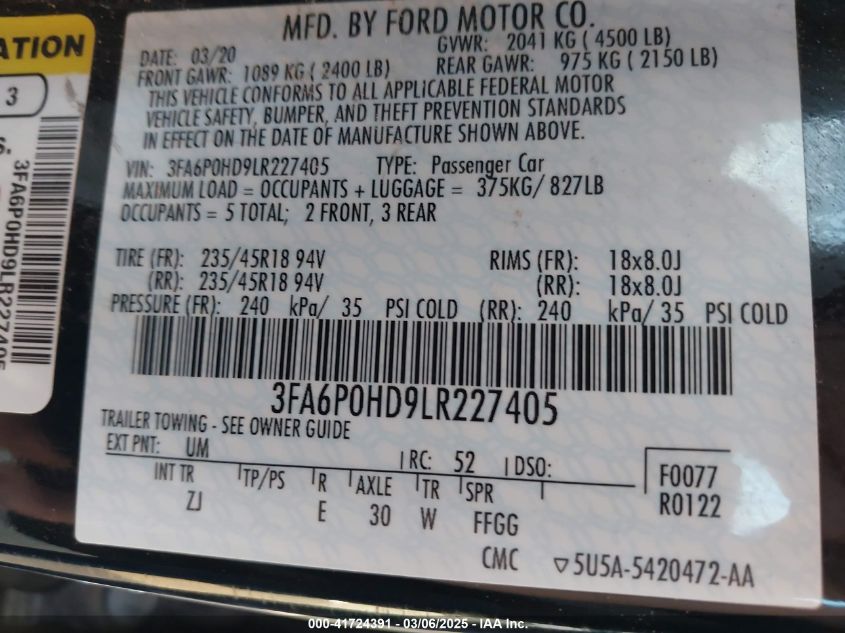 ATION
3
S.
3FA6P0HD9LR227405
MFD. BY FORD MOTOR CO.
DATE: 03/20 GVWR: 2041 KG ( 4500 LB)
FRONT GAWR: 1089 KG ( 2400 LB) REAR GAWR: 975 KG ( 2150 LB)
THIS VEHICLE CONFORMS TO ALL APPLICABLE FEDERAL MOTOR
VEHICLE SAFETY, BUMPER, AND THEFT PREVENTION STANDARDS
IN EFFECT ON THE DATE OF MANUFACTURE SHOWN ABOVE.
VIN: 3FA6P0HD9LR227405 TYPE: Passenger Car
MAXIMUM LOAD = OCCUPANTS + LUGGAGE = 375KG/ 827LB
OCCUPANTS = 5 TOTAL; 2 FRONT, 3 REAR
TIRE (FR): 235/45R18 94V RIMS (FR): 18x8.0J
(RR): 235/45R18 94V (RR): 18x8.0J
PRESSURE (FR): 240 kPa/ 35 PSI COLD (RR): 240 kPa/ 35 PSI COLD
3FA6P0HD9LR227405
TRAILER TOWING - SEE OWNER GUIDE
EXT PNT: UM RC: 52 DSO:
INT TR TP/PS R AXLE TR SPR
ZJ E 30 W FFGG
F0077
R0122
CMC ▽5U5A-5420472-AA
000-41724391 - 03/06/2025 - IAA Inc.